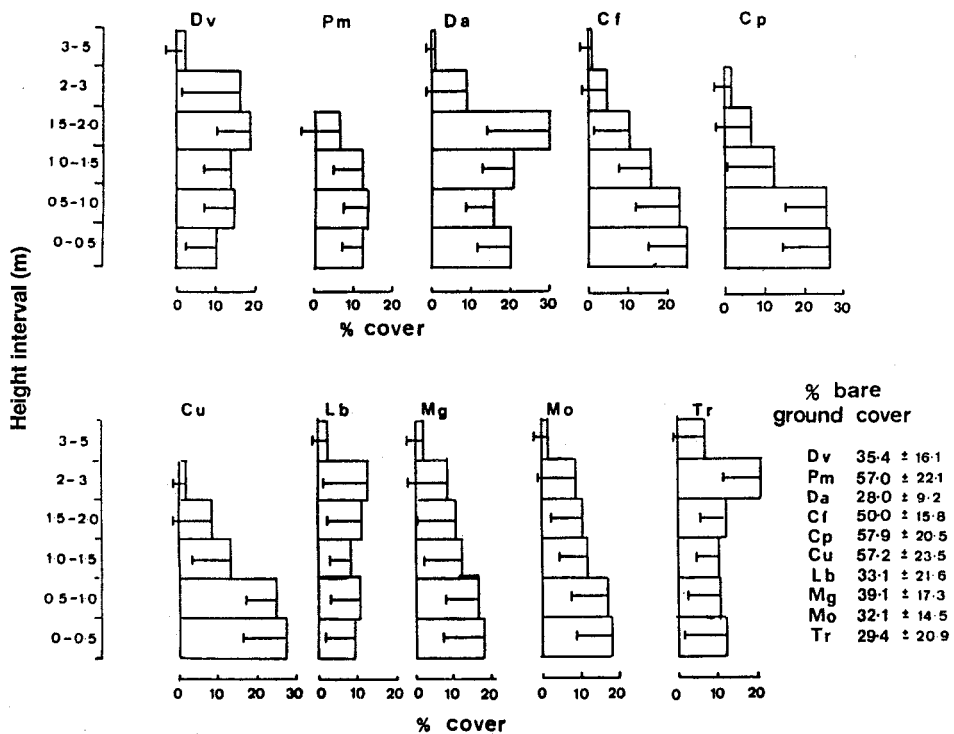 Dv Pm Da Cf Cp
3-5
2-3
1 5-2 0
1 0-1·5
0 5-1 0
0-0 5
0 10 20
0 10 20
0 10 20 30
0 10 20
0 10 20 30
% cover
Height interval (m)
Cu Lb Mg Mo Tr
3-5
2-3
1·5-2·0
1·0-1·5
0 5-1·0
0-0·5
0 10 20 30
0 10 20
0 10 20
0 10 20
0 10 20
% cover
% bare
ground cover
Dv 35·4 ± 16·1
Pm 57·0 ± 22·1
Da 28·0 ± 9·2
Cf 50·0 ± 15·8
Cp 57·9 ± 20·5
Cu 57·2 ± 23·5
Lb 33·1 ± 21·6
Mg 39·1 ± 17·3
Mo 32·1 ± 14·5
Tr 29·4 ± 20·9